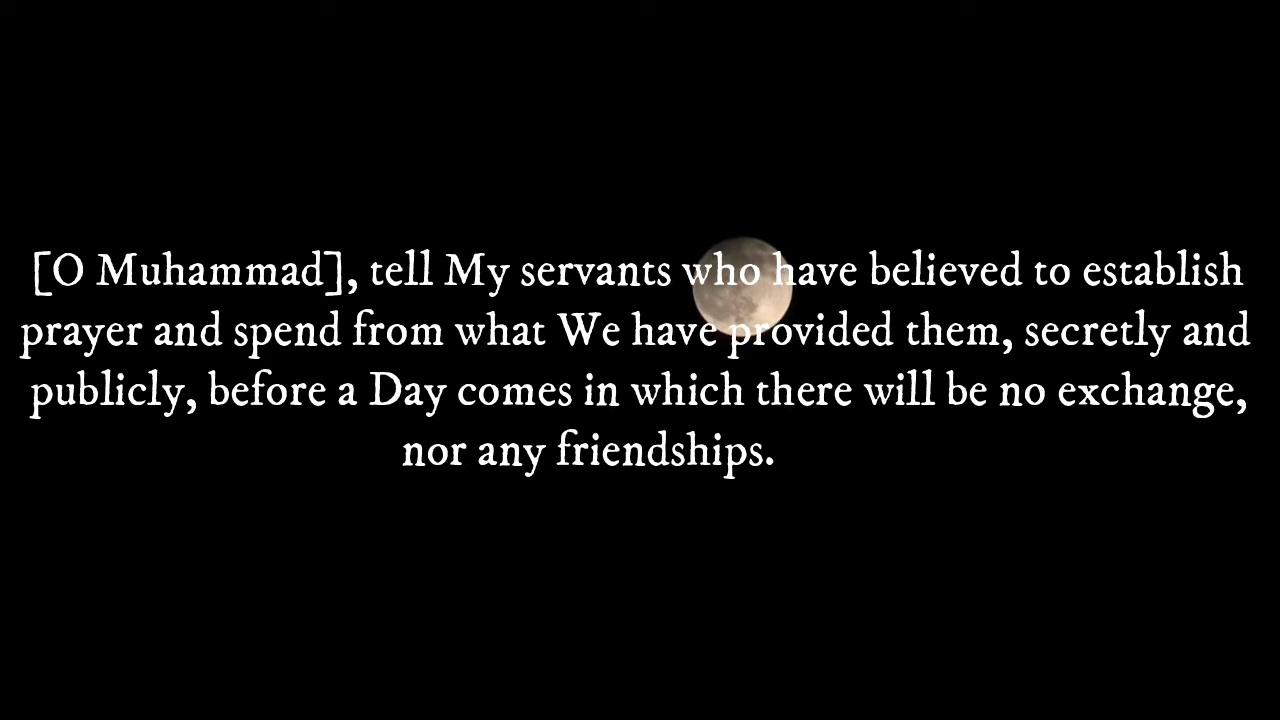 [O Muhammad], tell My servants who have believed to establish
prayer and spend from what We have provided them, secretly and
publicly, before a Day comes in which there will be no exchange,
nor any friendships.